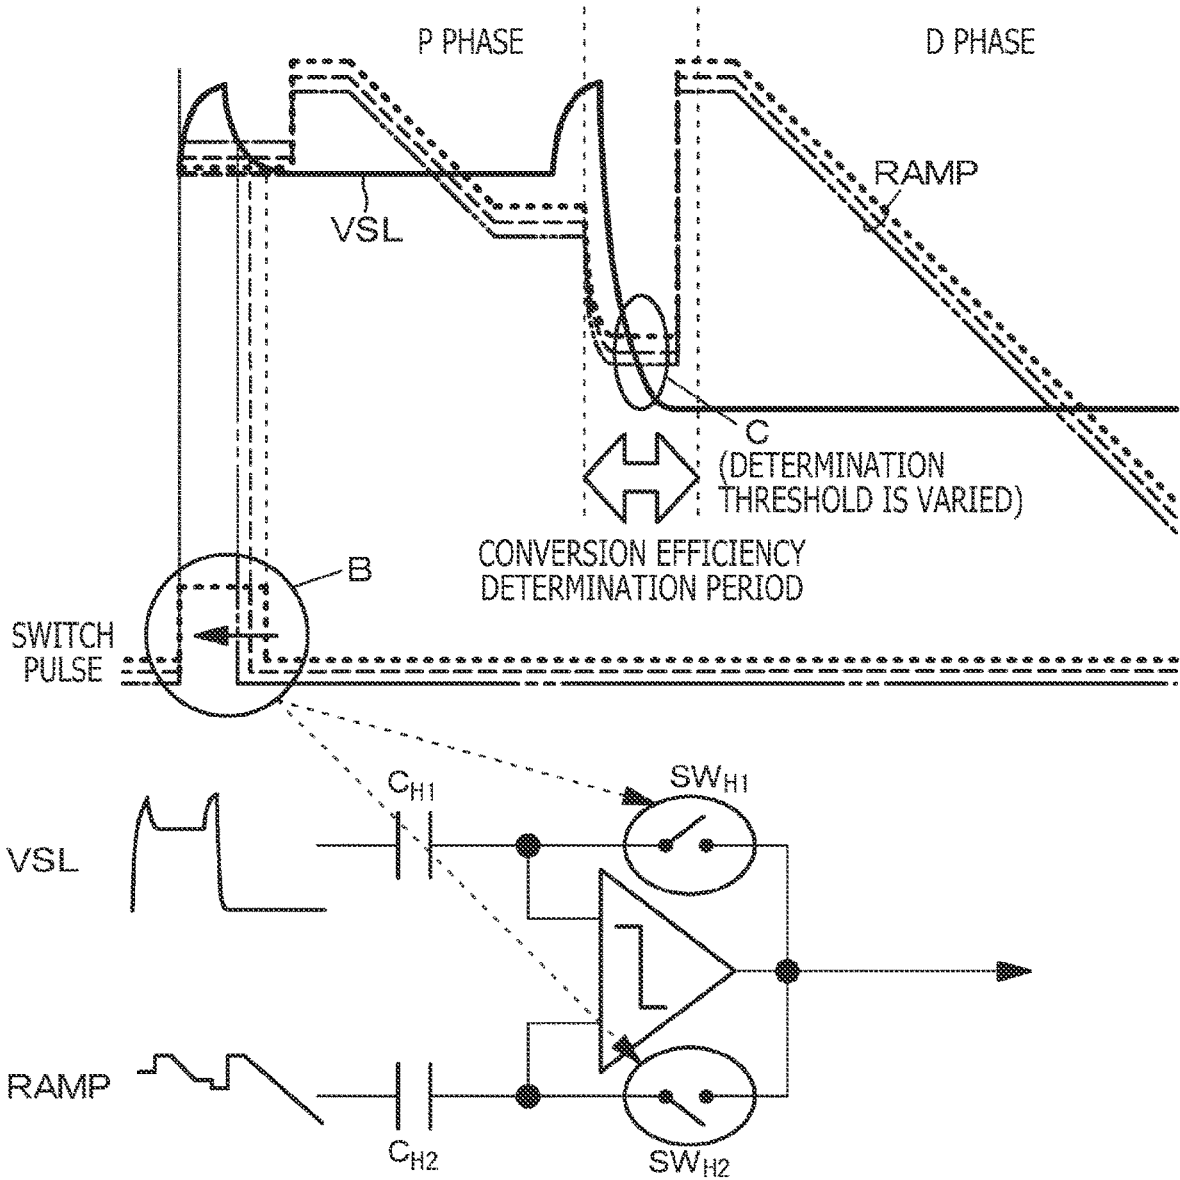 P PHASE
D PHASE
RAMP
VSL
C
(DETERMINATION
THRESHOLD IS VARIED)
CONVERSION EFFICIENCY
DETERMINATION PERIOD
B
SWITCH
PULSE
CH1
SWH1
VSL
RAMP
CH2
SWH2